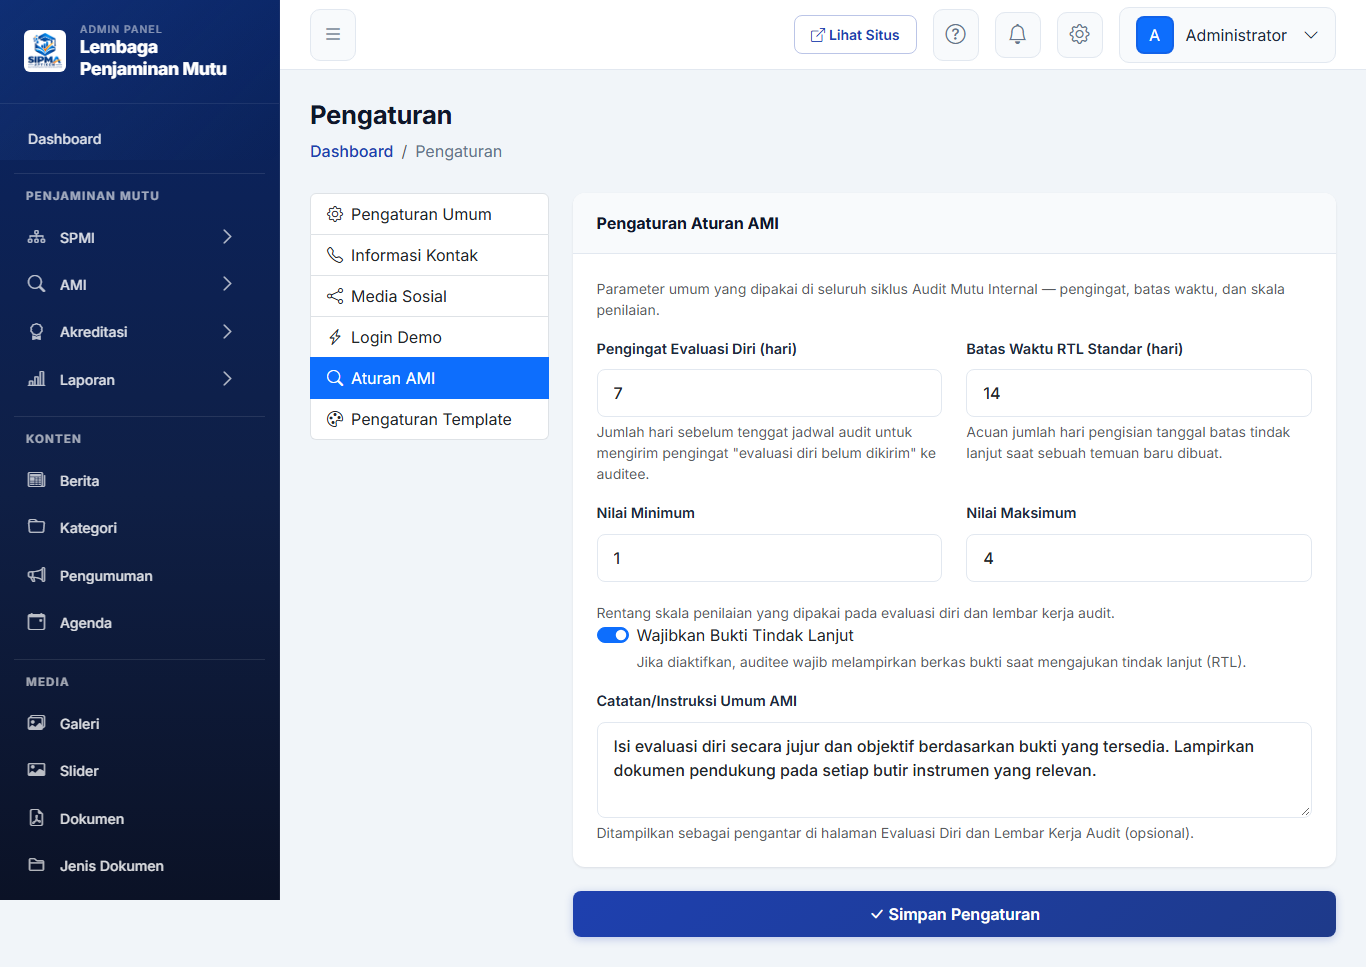 ADMIN PANEL
Lembaga
Penjaminan Mutu
SIPMA
Dashboard
PENJAMINAN MUTU
SPMI
AMI
Akreditasi
Laporan
KONTEN
Berita
Kategori
Pengumuman
Agenda
MEDIA
Galeri
Slider
Dokumen
Jenis Dokumen
Lihat Situs
A
Administrator
Pengaturan
Dashboard / Pengaturan
Pengaturan Umum
Informasi Kontak
Media Sosial
Login Demo
Aturan AMI
Pengaturan Template
Pengaturan Aturan AMI
Parameter umum yang dipakai di seluruh siklus Audit Mutu Internal — pengingat, batas waktu, dan skala
penilaian.
Pengingat Evaluasi Diri (hari)
7
Jumlah hari sebelum tenggat jadwal audit untuk
mengirim pengingat "evaluasi diri belum dikirim" ke
auditee.
Batas Waktu RTL Standar (hari)
14
Acuan jumlah hari pengisian tanggal batas tindak
lanjut saat sebuah temuan baru dibuat.
Nilai Minimum
1
Nilai Maksimum
4
Rentang skala penilaian yang dipakai pada evaluasi diri dan lembar kerja audit.
Wajibkan Bukti Tindak Lanjut
Jika diaktifkan, auditee wajib melampirkan berkas bukti saat mengajukan tindak lanjut (RTL).
Catatan/Instruksi Umum AMI
Isi evaluasi diri secara jujur dan objektif berdasarkan bukti yang tersedia. Lampirkan
dokumen pendukung pada setiap butir instrumen yang relevan.
Ditampilkan sebagai pengantar di halaman Evaluasi Diri dan Lembar Kerja Audit (opsional).
Simpan Pengaturan